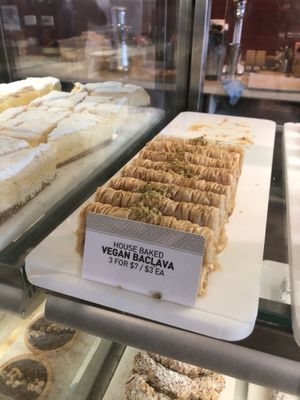 HOUSE BAKED
VEGAN BACLAVA
3 FOR $7 / $3 EA